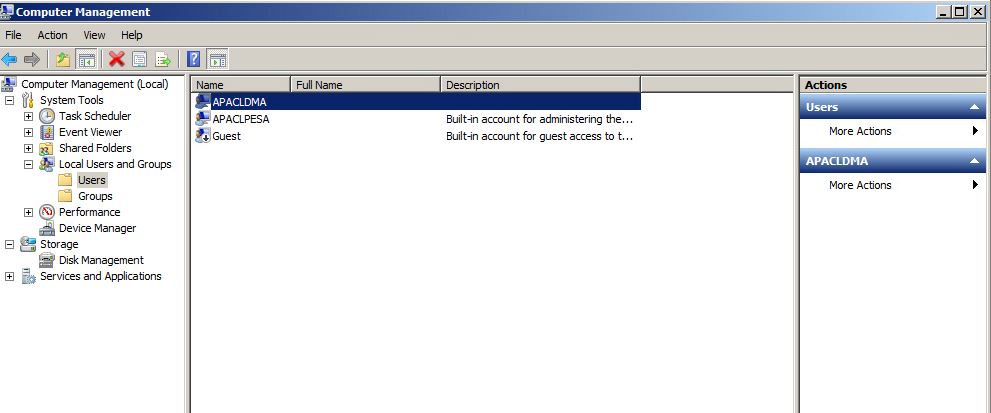 Computer Management
File Action View Help
Computer Management (Local)
System Tools
Task Scheduler
Event Viewer
Shared Folders
Local Users and Groups
Users
Groups
Performance
Device Manager
Storage
Disk Management
Services and Applications
Name Full Name Description
APACLDMA
APACLPESA Built-in account for administering the...
Guest Built-in account for guest access to t...
Actions
Users
More Actions
APACLDMA
More Actions